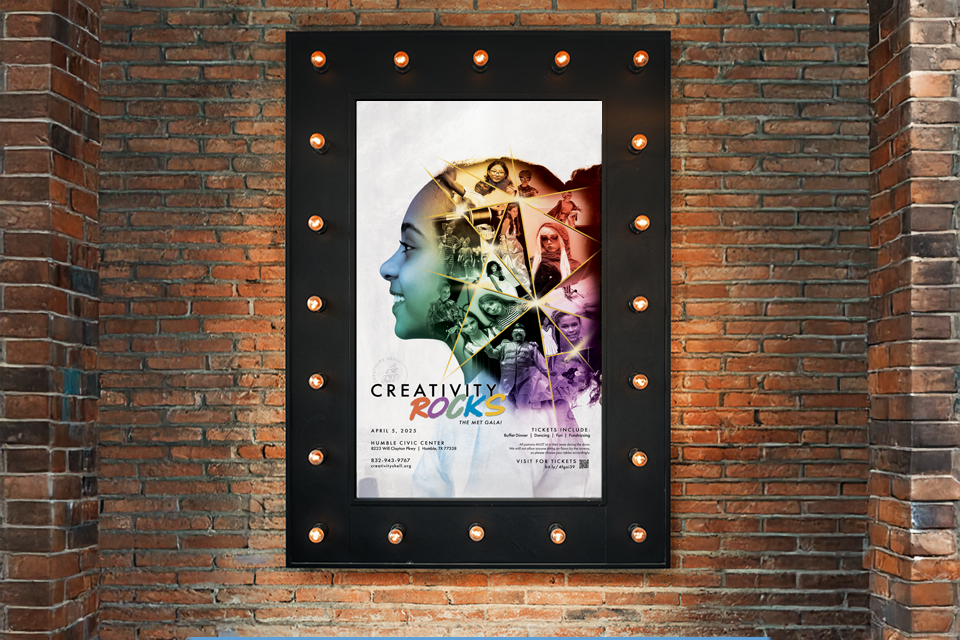 CREATIVITY
ROCKS
THE MET GALA!
APRIL 5, 2025
HUMBLE CIVIC CENTER
8233 Will Clayton Pkwy | Humble, TX 77338
832-943-9767
creativityshell.org
TICKETS INCLUDE:
Buffet Dinner | Dancing | Fun | Fundraising
VISIT FOR TICKETS